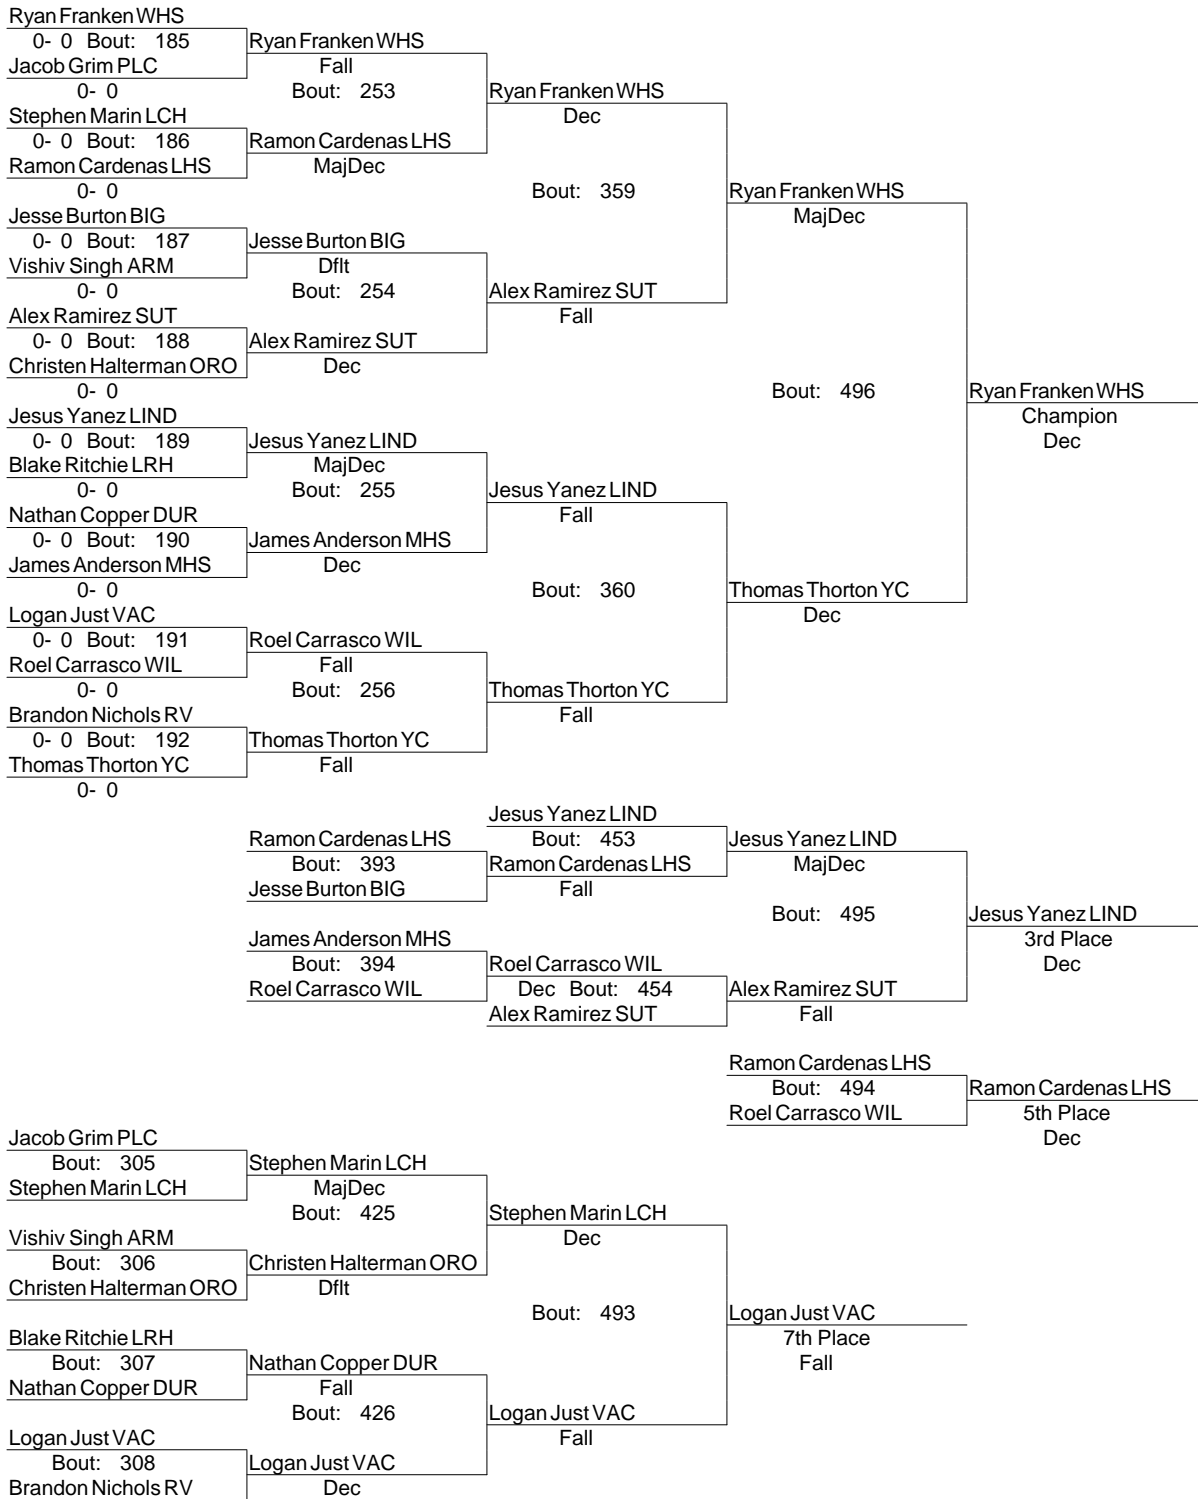 Ryan Franken WHS
0- 0 Bout: 185 Ryan Franken WHS
Jacob Grim PLC Fall
0- 0 Bout: 253 Ryan Franken WHS
Stephen Marin LCH Dec
0- 0 Bout: 186 Ramon Cardenas LHS
Ramon Cardenas LHS MajDec
0- 0 Bout: 359 Ryan Franken WHS
Jesse Burton BIG MajDec
0- 0 Bout: 187 Jesse Burton BIG
Vishiv Singh ARM Dflt
0- 0 Bout: 254 Alex Ramirez SUT
Alex Ramirez SUT Fall
0- 0 Bout: 188 Alex Ramirez SUT
Christen Halterman ORO Dec
0- 0 Bout: 496 Ryan Franken WHS
Jesus Yanez LIND Champion
0- 0 Bout: 189 Jesus Yanez LIND Dec
Blake Ritchie LRH MajDec
0- 0 Bout: 255 Jesus Yanez LIND
Nathan Copper DUR Fall
0- 0 Bout: 190 James Anderson MHS
James Anderson MHS Dec
0- 0 Bout: 360 Thomas Thorton YC
Logan Just VAC Dec
0- 0 Bout: 191 Roel Carrasco WIL
Roel Carrasco WIL Fall
0- 0 Bout: 256 Thomas Thorton YC
Brandon Nichols RV Fall
0- 0 Bout: 192 Thomas Thorton YC
Thomas Thorton YC Fall
0- 0
Jesus Yanez LIND
Ramon Cardenas LHS Bout: 453 Jesus Yanez LIND
Bout: 393 Ramon Cardenas LHS MajDec
Jesse Burton BIG Fall
Bout: 495 Jesus Yanez LIND
James Anderson MHS 3rd Place
Bout: 394 Roel Carrasco WIL Dec
Roel Carrasco WIL Dec Bout: 454 Alex Ramirez SUT
Alex Ramirez SUT Fall
Ramon Cardenas LHS
Bout: 494 Ramon Cardenas LHS
Roel Carrasco WIL 5th Place
Jacob Grim PLC Dec
Bout: 305 Stephen Marin LCH
Stephen Marin LCH MajDec
Bout: 425 Stephen Marin LCH
Vishiv Singh ARM Dec
Bout: 306 Christen Halterman ORO
Christen Halterman ORO Dflt
Bout: 493 Logan Just VAC
Blake Ritchie LRH 7th Place
Bout: 307 Nathan Copper DUR Fall
Nathan Copper DUR Fall
Bout: 426 Logan Just VAC
Logan Just VAC Fall
Bout: 308 Logan Just VAC
Brandon Nichols RV Dec